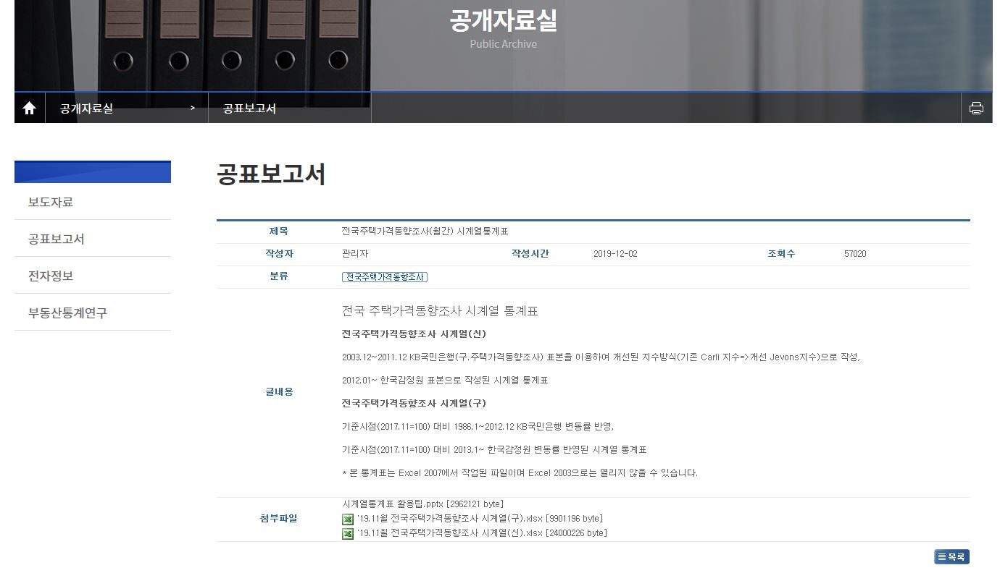 공개자료실
Public Archive
공개자료실 > 공표보고서
공표보고서
보도자료
공표보고서
전자정보
부동산통계연구
제목 전국주택가격동향조사(월간) 시계열통계표
작성자 관리자 작성시간 2019-12-02 조회수 57020
분류 전국주택가격동향조사
글내용
전국 주택가격동향조사 시계열 통계표
전국주택가격동향조사 시계열(신)
2003.12~2011.12 KB국민은행(구.주택가격동향조사) 표본을 이용하여 개선된 지수방식(기존 Carli 지수=>개선 Jevons지수)으로 작성,
2012.01~ 한국감정원 표본으로 작성된 시계열 통계표
전국주택가격동향조사 시계열(구)
기준시점(2017.11=100) 대비 1986.1~2012.12 KB국민은행 변동률 반영,
기준시점(2017.11=100) 대비 2013.1~ 한국감정원 변동률 반영된 시계열 통계표
* 본 통계표는 Excel 2007에서 작업된 파일이며 Excel 2003으로는 열리지 않을 수 있습니다.
첨부파일
시계열통계표 활용팁.pptx [2962121 byte]
'19.11월 전국주택가격동향조사 시계열(구).xlsx [9901196 byte]
'19.11월 전국주택가격동향조사 시계열(신).xlsx [24000226 byte]
목록